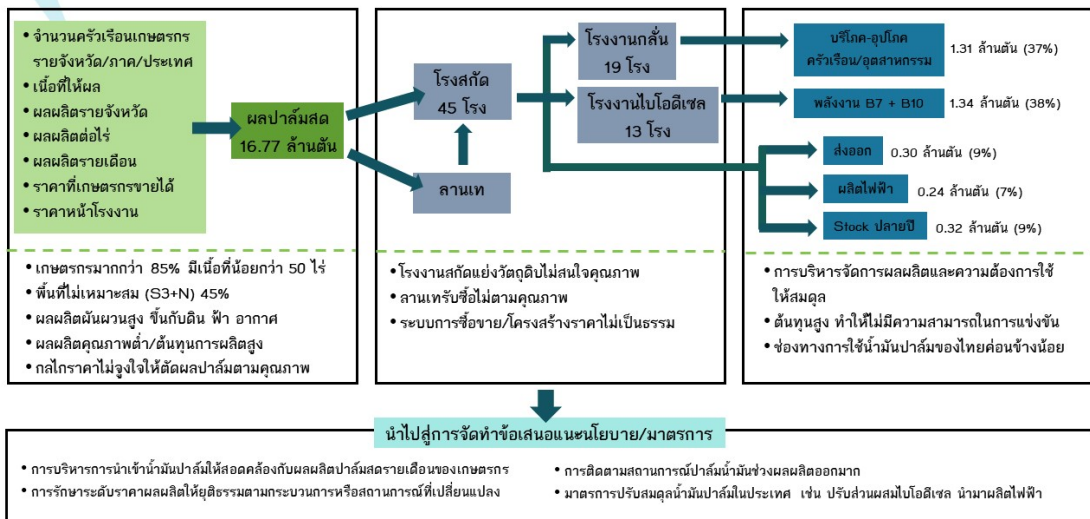 • จำนวนครัวเรือนเกษตรกร
รายจังหวัด/ภาค/ประเทศ
• เนื้อที่ให้ผล
• ผลผลิตรายจังหวัด
• ผลผลิตต่อไร่
• ผลผลิตรายเดือน
• ราคาที่เกษตรกรขายได้
• ราคาหน้าโรงงาน
ผลปาล์มสด
16.77 ล้านตัน
• เกษตรกรมากกว่า 85% มีเนื้อที่น้อยกว่า 50 ไร่
• พื้นที่ไม่เหมาะสม (S3+N) 45%
• ผลผลิตผันผวนสูง ขึ้นกับดิน ฟ้า อากาศ
• ผลผลิตคุณภาพต่ำ/ต้นทุนการผลิตสูง
• กลไกราคาไม่จูงใจให้ตัดผลปาล์มตามคุณภาพ
โรงสกัด
45 โรง
ลานเท
โรงงานกลั่น
19 โรง
โรงงานไบโอดีเซล
13 โรง
• โรงงานสกัดแย่งวัตถุดิบไม่สนใจคุณภาพ
• ลานเทรับซื้อไม่ตามคุณภาพ
• ระบบการซื้อขาย/โครงสร้างราคาไม่เป็นธรรม
บริโภค-อุปโภค
ครัวเรือน/อุตสาหกรรม
1.31 ล้านตัน (37%)
พลังงาน B7 + B10
1.34 ล้านตัน (38%)
ส่งออก
0.30 ล้านตัน (9%)
ผลิตไฟฟ้า
0.24 ล้านตัน (7%)
Stock ปลายปี
0.32 ล้านตัน (9%)
• การบริหารจัดการผลผลิตและความต้องการใช้
ให้สมดุล
• ต้นทุนสูง ทำให้ไม่มีความสามารถในการแข่งขัน
• ช่องทางการใช้น้ำมันปาล์มของไทยค่อนข้างน้อย
นำไปสู่การจัดทำข้อเสนอแนะนโยบาย/มาตรการ
• การบริหารการนำเข้าน้ำมันปาล์มให้สอดคล้องกับผลผลิตปาล์มสดรายเดือนของเกษตรกร
• การรักษาระดับราคาผลผลิตให้ยุติธรรมตามกระบวนการหรือสถานการณ์ที่เปลี่ยนแปลง
• การติดตามสถานการณ์ปาล์มน้ำมันช่วงผลผลิตออกมาก
• มาตรการปรับสมดุลน้ำมันปาล์มในประเทศ เช่น ปรับส่วนผสมไบโอดีเซล นำมาผลิตไฟฟ้า